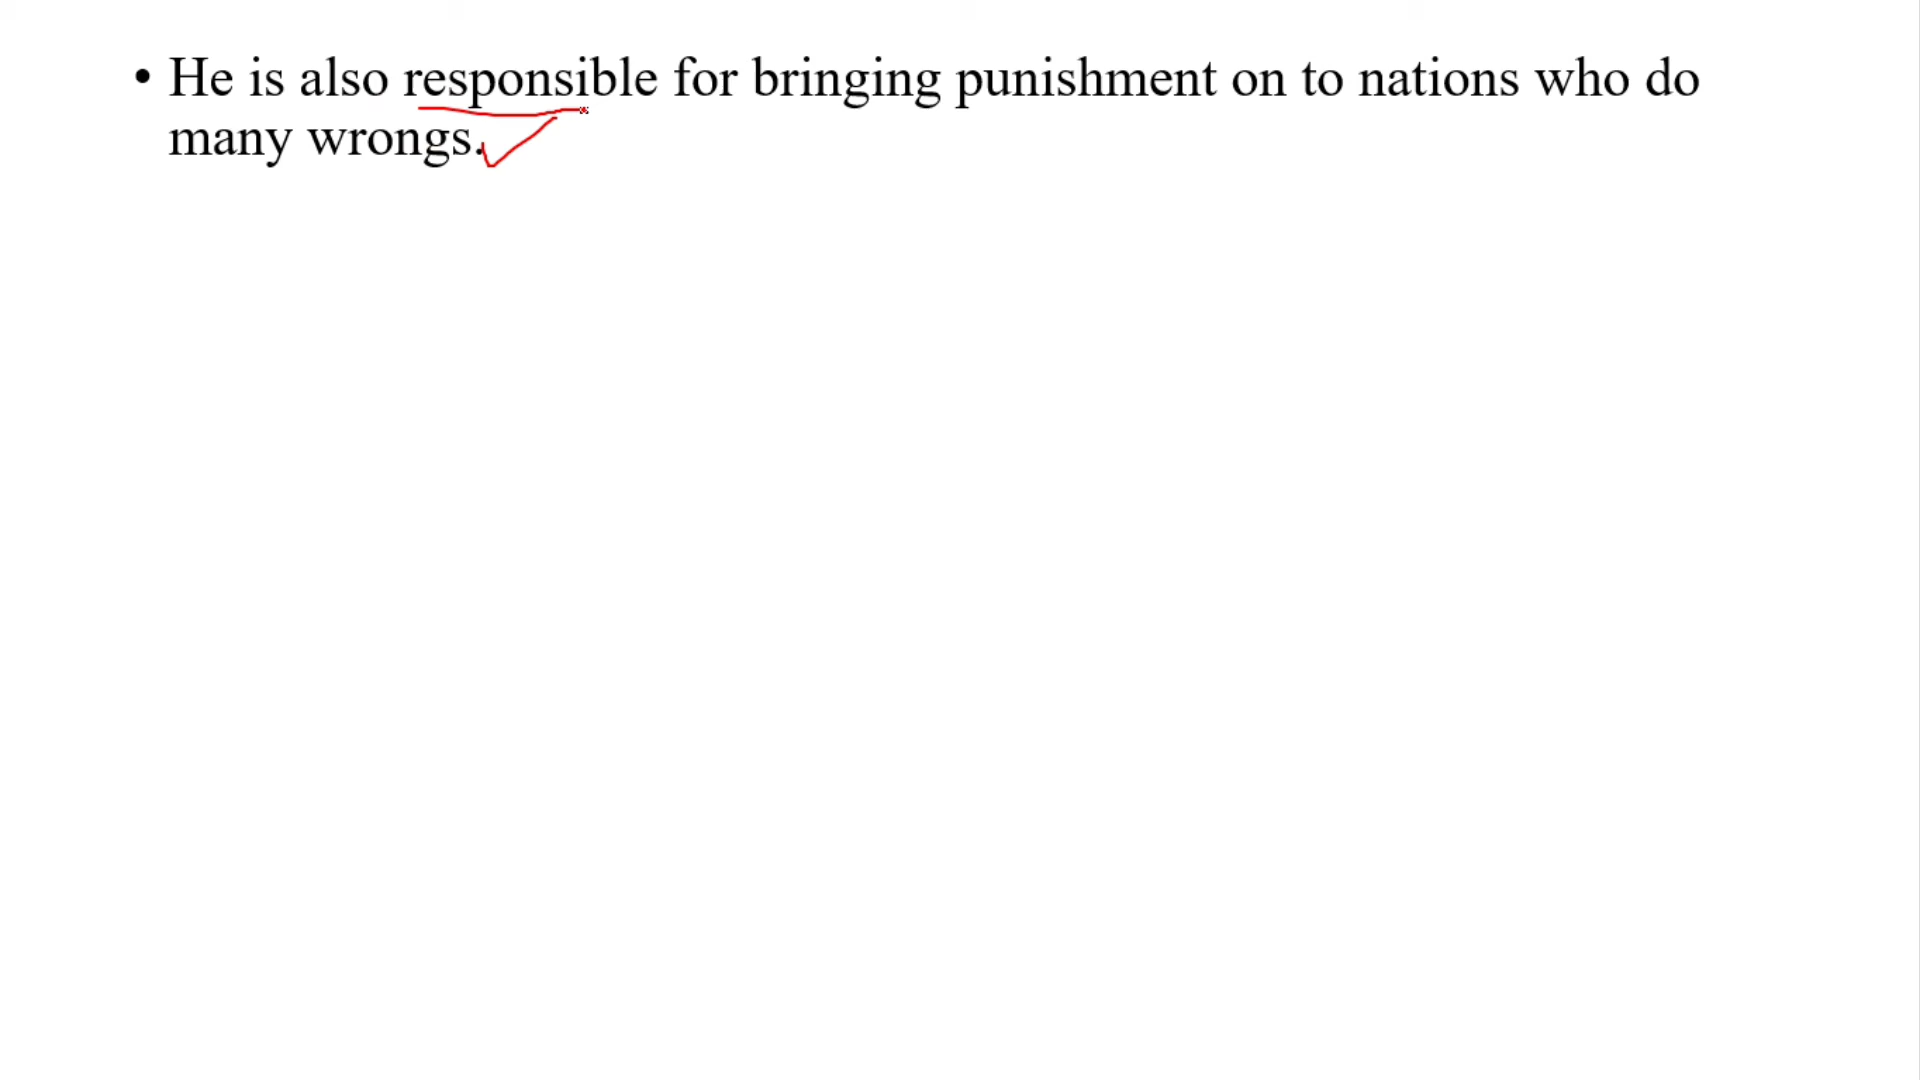 • He is also responsible for bringing punishment on to nations who do
many wrongs.